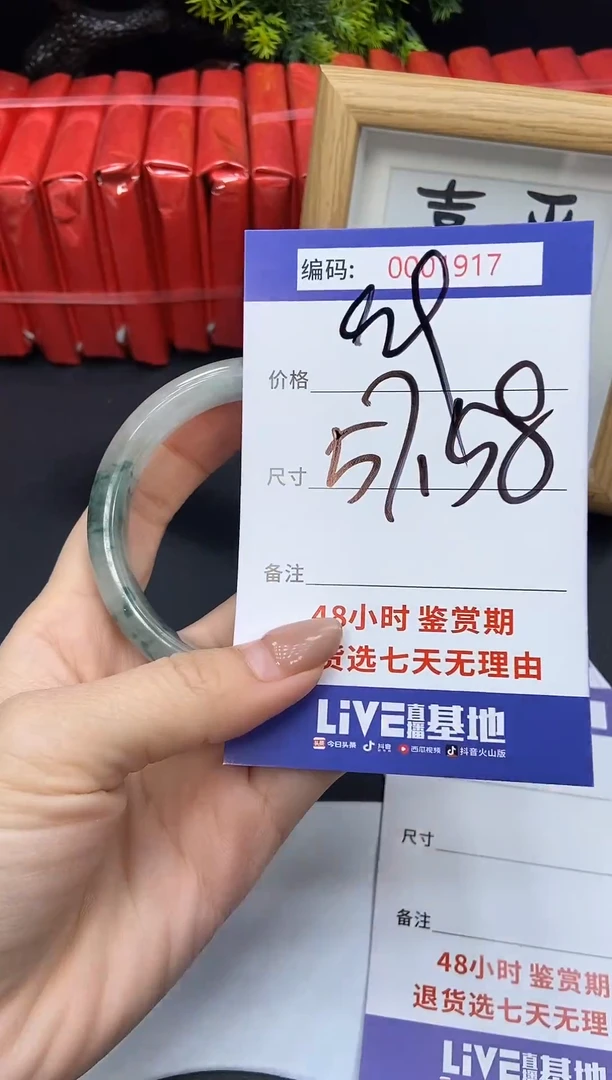 嘉 平
编码: 0001917
价格
尺寸 57.58
备注
48小时 鉴赏期
货选七天无理由
LiVE直播基地
今日头条 抖音 西瓜视频 抖音火山版
尺寸
备注
48小时 鉴赏期
退货选七天无理
LiVE直播基地